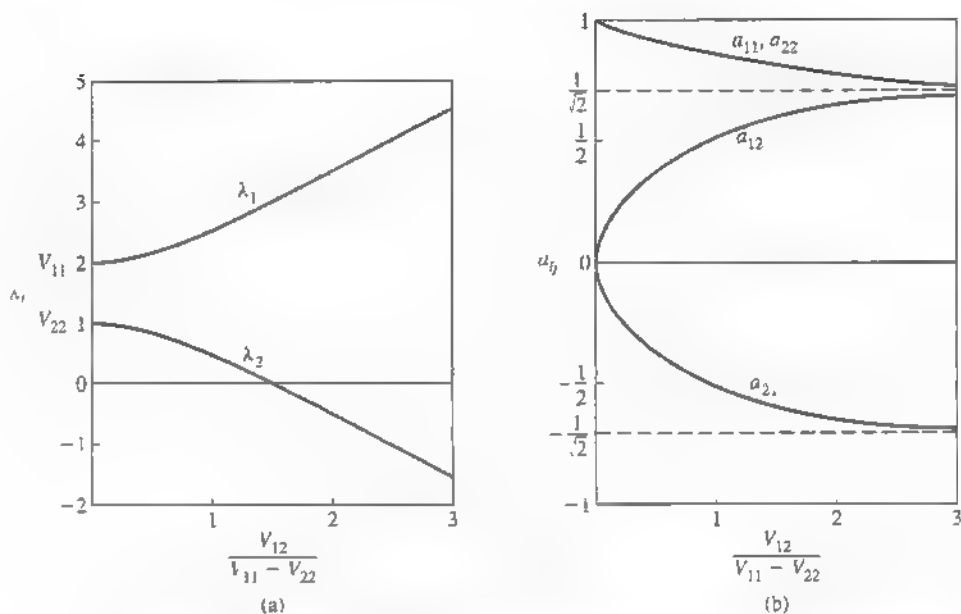 5
4
3
V₁₁ 2
V₂₂ 1
0
−1
−2
λ₁
λ₂
1 2 3
V₁₂
V₁₁ − V₂₂
(a)
1
1
√2
1
2
aᵢⱼ 0
−1
2
−1
√2
−1
a₁₁, a₂₂
a₁₂
1 2 3
V₁₂
V₁₁ − V₂₂
(b)